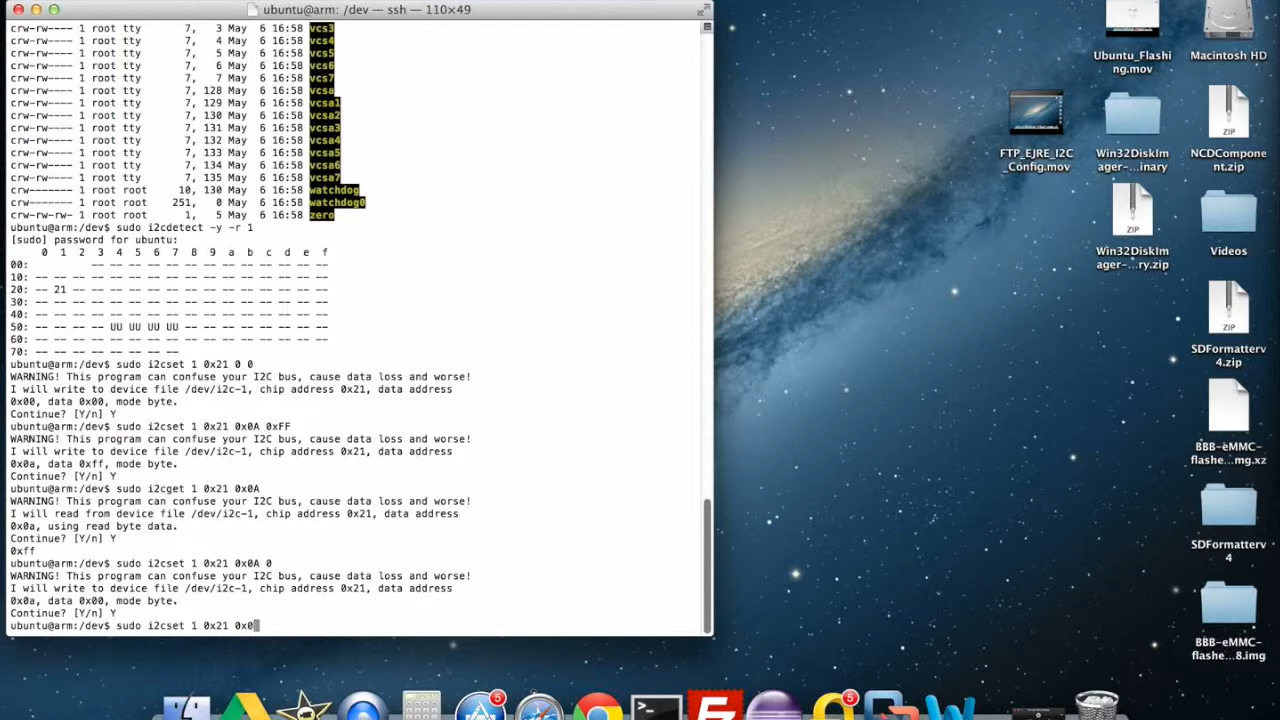 ubuntu@arm: /dev — ssh — 110×49
crw-rw---- 1 root tty 7, 3 May 6 16:58 vcs3
crw-rw---- 1 root tty 7, 4 May 6 16:58 vcs4
crw-rw---- 1 root tty 7, 5 May 6 16:58 vcs5
crw-rw---- 1 root tty 7, 6 May 6 16:58 vcs6
crw-rw---- 1 root tty 7, 7 May 6 16:58 vcs7
crw-rw---- 1 root tty 7, 128 May 6 16:58 vcsa
crw-rw---- 1 root tty 7, 129 May 6 16:58 vcsa1
crw-rw---- 1 root tty 7, 130 May 6 16:58 vcsa2
crw-rw---- 1 root tty 7, 131 May 6 16:58 vcsa3
crw-rw---- 1 root tty 7, 132 May 6 16:58 vcsa4
crw-rw---- 1 root tty 7, 133 May 6 16:58 vcsa5
crw-rw---- 1 root tty 7, 134 May 6 16:58 vcsa6
crw-rw---- 1 root tty 7, 135 May 6 16:58 vcsa7
crw------- 1 root root 10, 130 May 6 16:58 watchdog
crw------- 1 root root 251, 0 May 6 16:58 watchdog0
crw-rw-rw- 1 root root 1, 5 May 6 16:58 zero
ubuntu@arm:/dev$ sudo i2cdetect -y -r 1
[sudo] password for ubuntu:
0 1 2 3 4 5 6 7 8 9 a b c d e f
00: -- -- -- -- -- -- -- -- -- -- -- -- --
10: -- -- -- -- -- -- -- -- -- -- -- -- -- -- -- --
20: -- 21 -- -- -- -- -- -- -- -- -- -- -- -- -- --
30: -- -- -- -- -- -- -- -- -- -- -- -- -- -- -- --
40: -- -- -- -- -- -- -- -- -- -- -- -- -- -- -- --
50: -- -- -- -- UU UU UU UU -- -- -- -- -- -- -- --
60: -- -- -- -- -- -- -- -- -- -- -- -- -- -- -- --
70: -- -- -- -- -- -- -- --
ubuntu@arm:/dev$ sudo i2cset 1 0x21 0 0
WARNING! This program can confuse your I2C bus, cause data loss and worse!
I will write to device file /dev/i2c-1, chip address 0x21, data address
0x00, data 0x00, mode byte.
Continue? [Y/n] Y
ubuntu@arm:/dev$ sudo i2cset 1 0x21 0x0A 0xFF
WARNING! This program can confuse your I2C bus, cause data loss and worse!
I will write to device file /dev/i2c-1, chip address 0x21, data address
0x0a, data 0xff, mode byte.
Continue? [Y/n] Y
ubuntu@arm:/dev$ sudo i2cget 1 0x21 0x0A
WARNING! This program can confuse your I2C bus, cause data loss and worse!
I will read from device file /dev/i2c-1, chip address 0x21, data address
0x0a, using read byte data.
Continue? [Y/n] Y
0xff
ubuntu@arm:/dev$ sudo i2cset 1 0x21 0x0A 0
WARNING! This program can confuse your I2C bus, cause data loss and worse!
I will write to device file /dev/i2c-1, chip address 0x21, data address
0x0a, data 0x00, mode byte.
Continue? [Y/n] Y
ubuntu@arm:/dev$ sudo i2cset 1 0x21 0x0
Ubuntu_Flashi
ng.mov
Macintosh HD
FTP_EJRE_I2C
_Config.mov
Win32DiskIm
ager-...inary
ZIP
NCDCompone
nt.zip
ZIP
Win32DiskIm
ager-...ry.zip
Videos
ZIP
SDFormatterv
4.zip
BBB-eMMC-
flashe...mg.xz
SDFormatterv
4
BBB-eMMC-
flashe...8.img
5
5